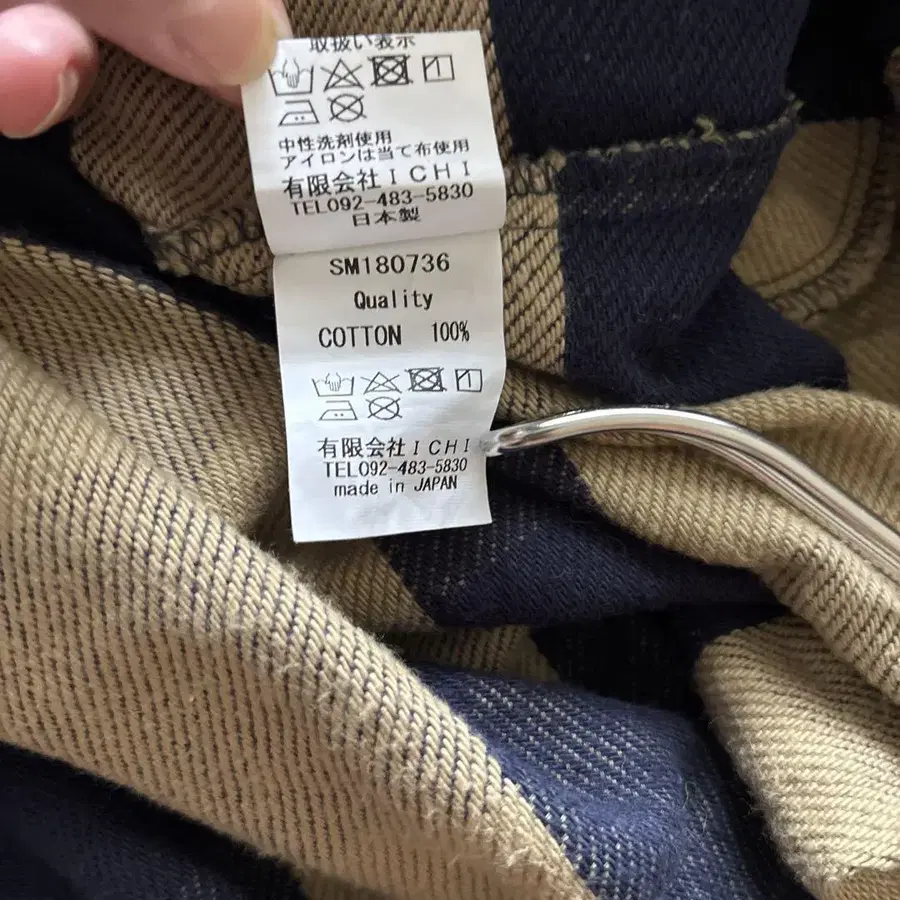 取扱い表示
中性洗剤使用
アイロンは当て布使用
有限会社ICHI
TEL092-483-5830
日本製
SM180736
Quality
COTTON 100%
有限会社ICHI
TEL092-483-5830
made in JAPAN